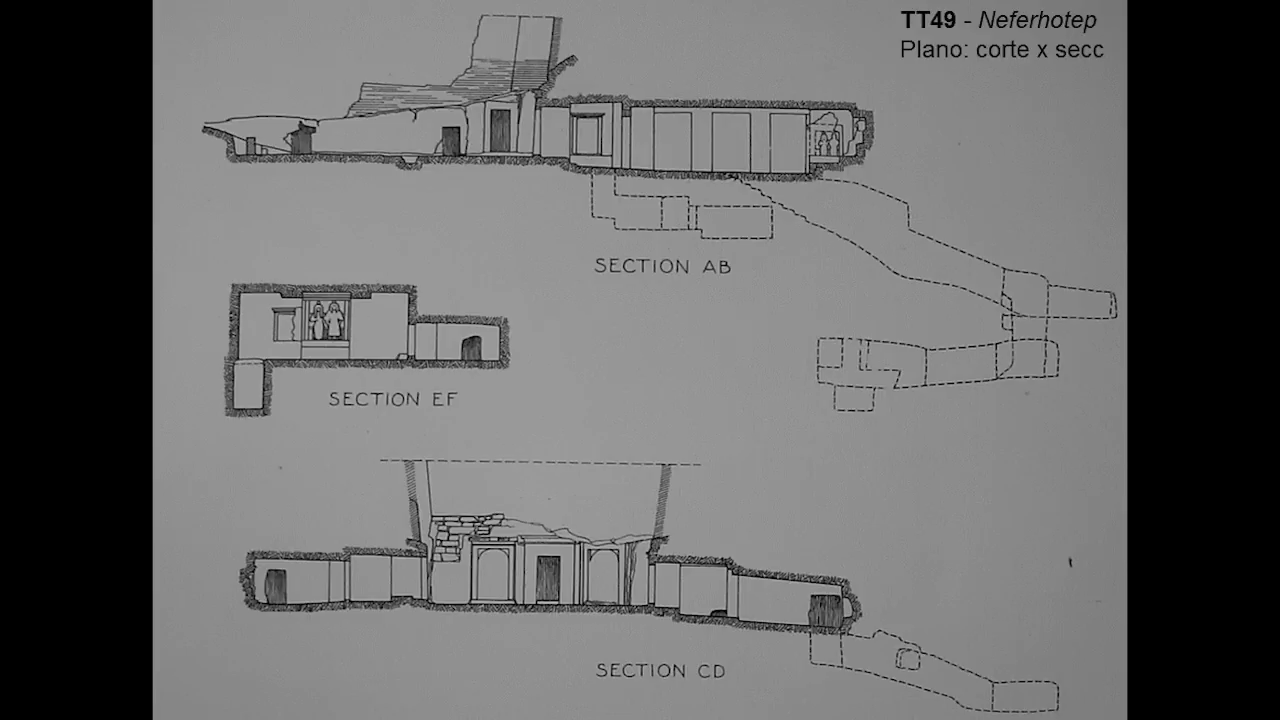 TT49 - Neferhotep
Plano: corte x secc
SECTION AB
SECTION EF
SECTION CD